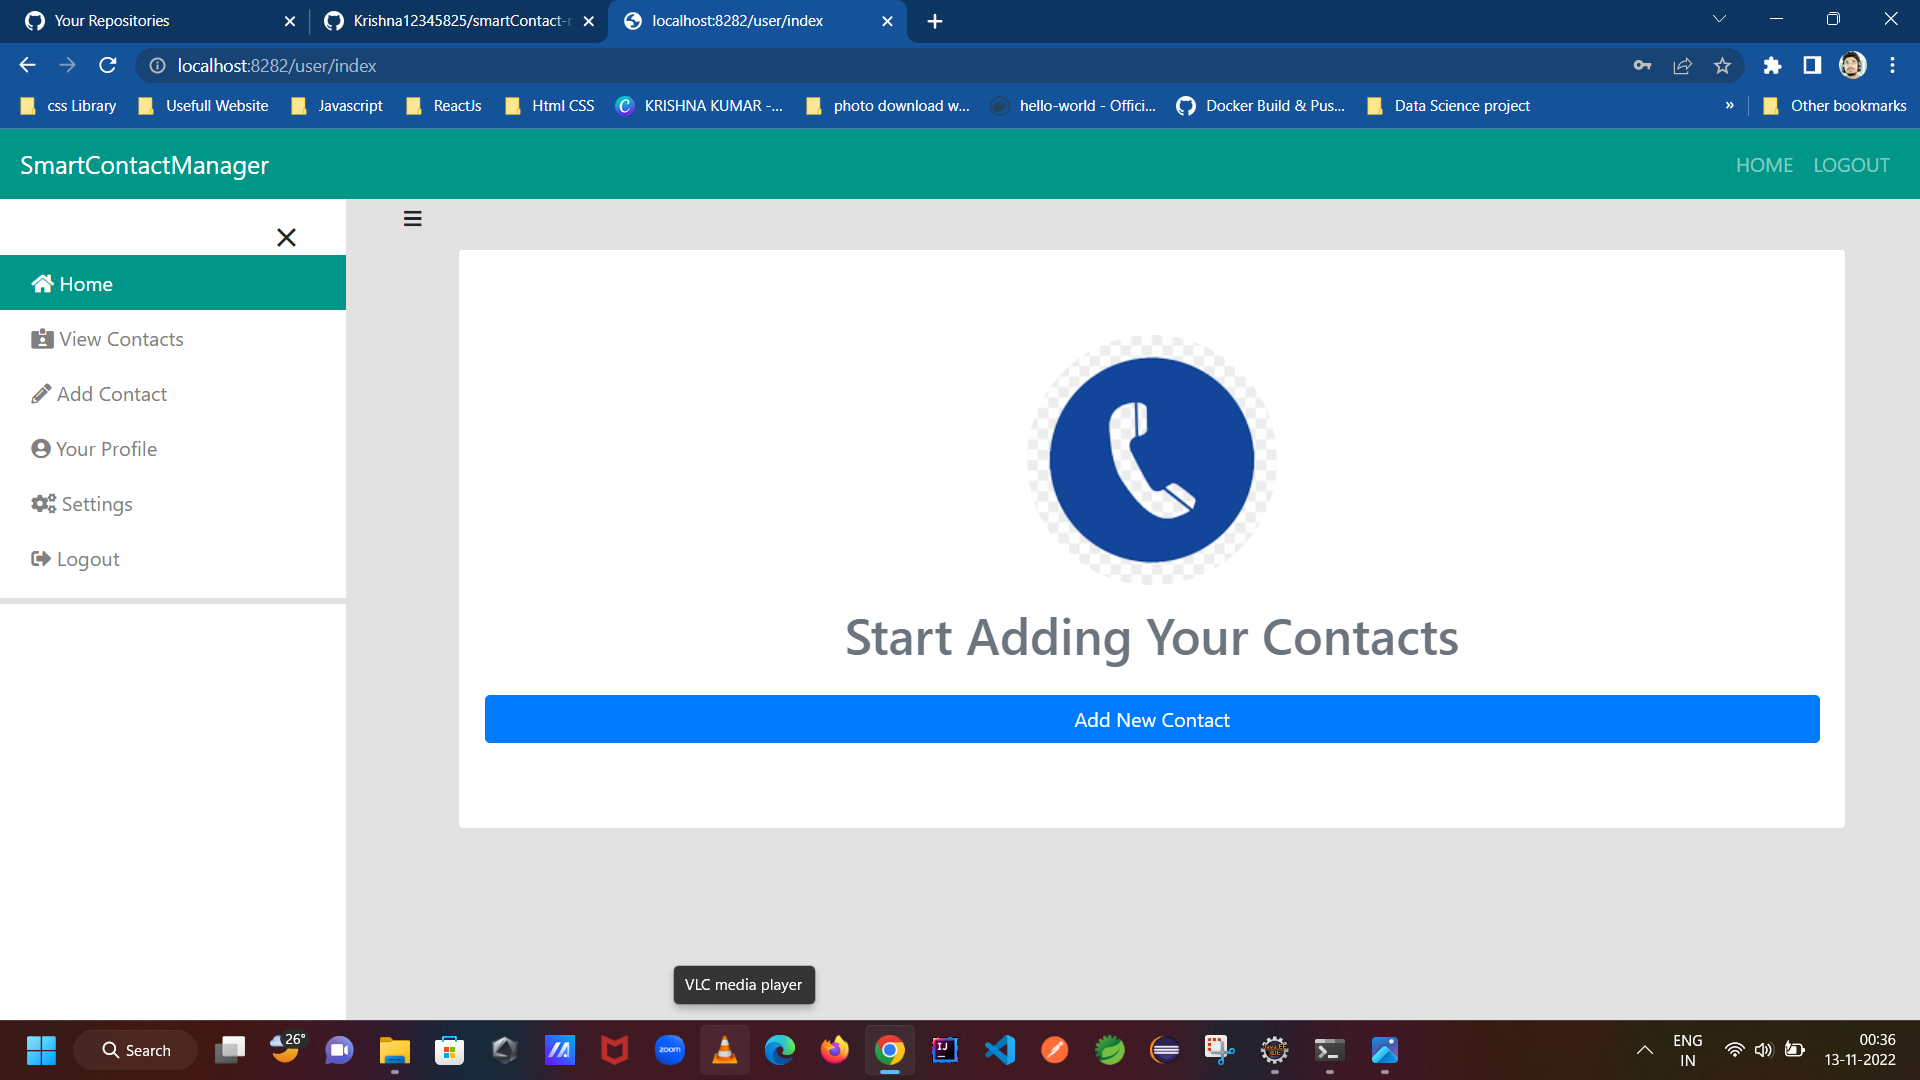 Your Repositories
Krishna12345825/smartContact-
localhost:8282/user/index
localhost:8282/user/index
css Library
Usefull Website
Javascript
ReactJs
Html CSS
KRISHNA KUMAR -...
photo download w...
hello-world - Offici...
Docker Build & Pus...
Data Science project
»
Other bookmarks
SmartContactManager
HOME
LOGOUT
Home
View Contacts
Add Contact
Your Profile
Settings
Logout
Start Adding Your Contacts
Add New Contact
VLC media player
26°
Search
zoom
IJ
ENG
IN
00:36
13-11-2022